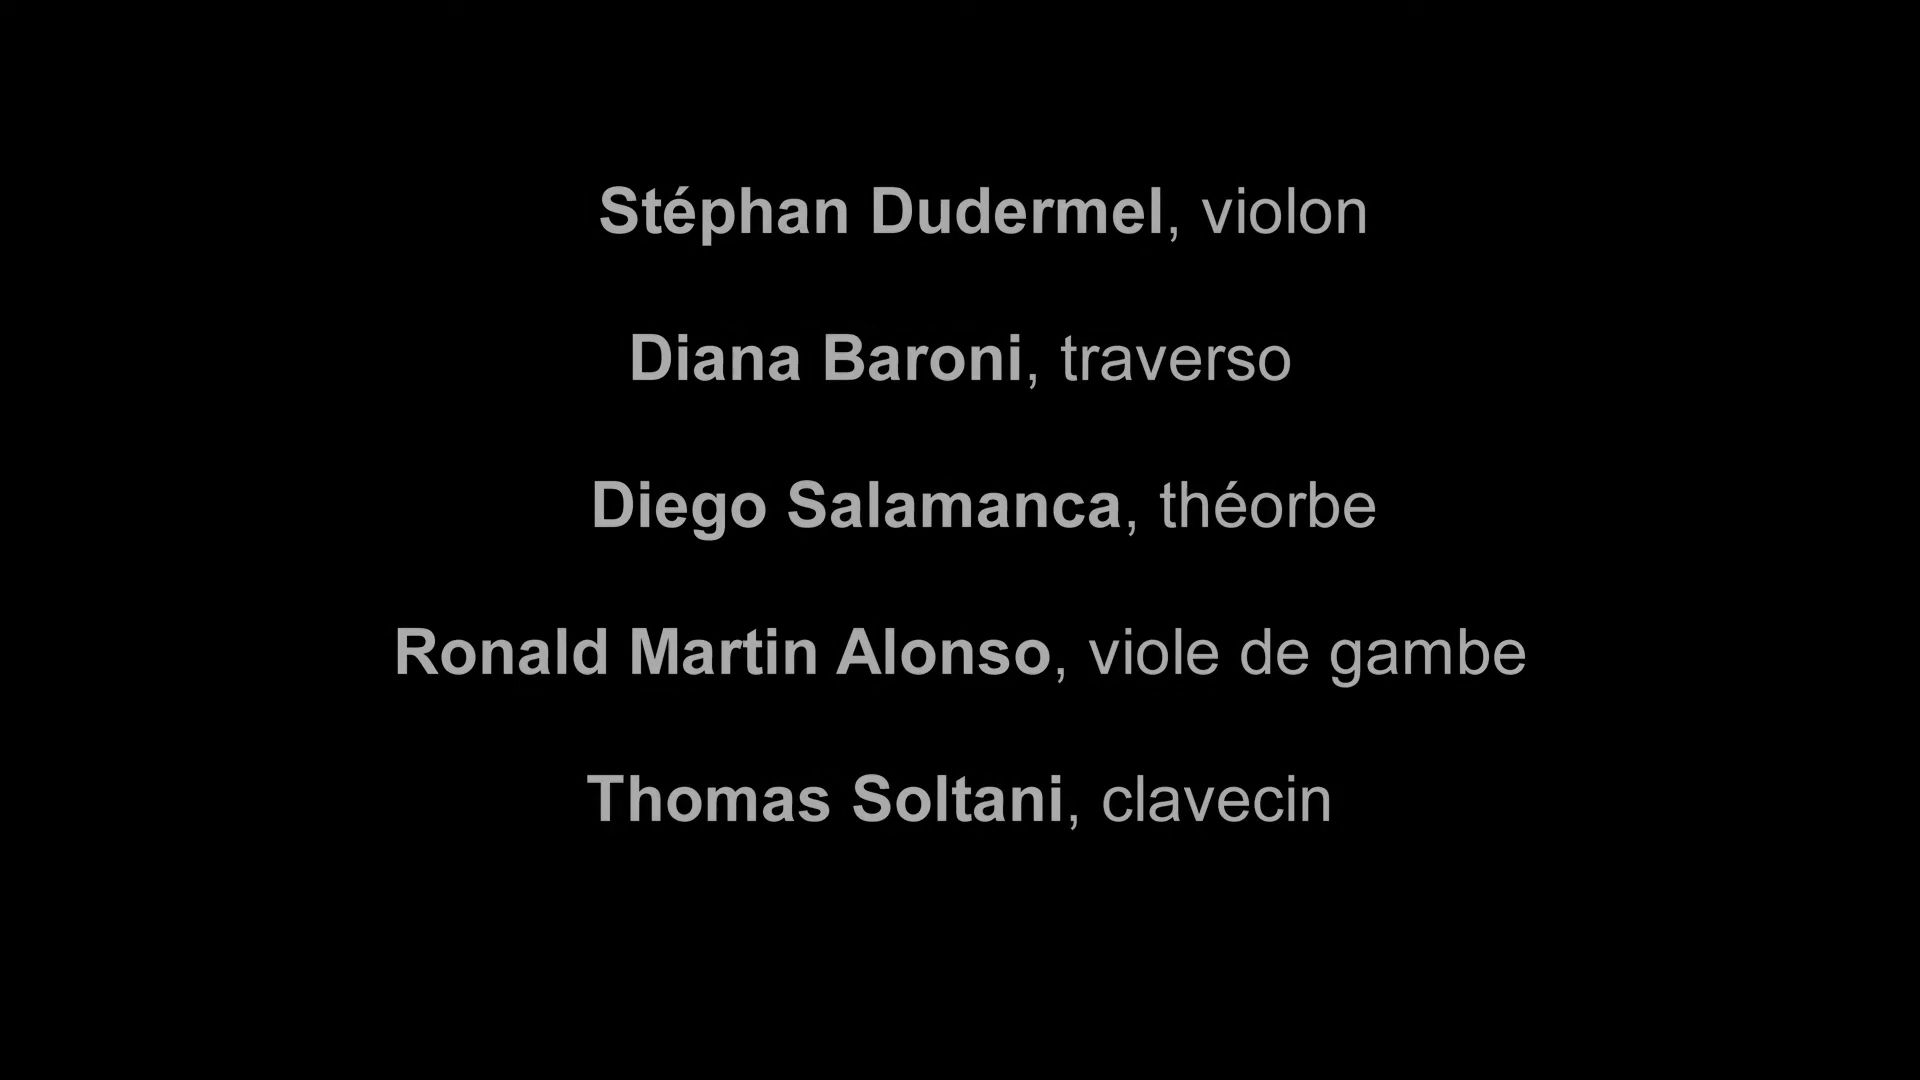 Stéphan Dudermel, violon
Diana Baroni, traverso
Diego Salamanca, théorbe
Ronald Martin Alonso, viole de gambe
Thomas Soltani, clavecin